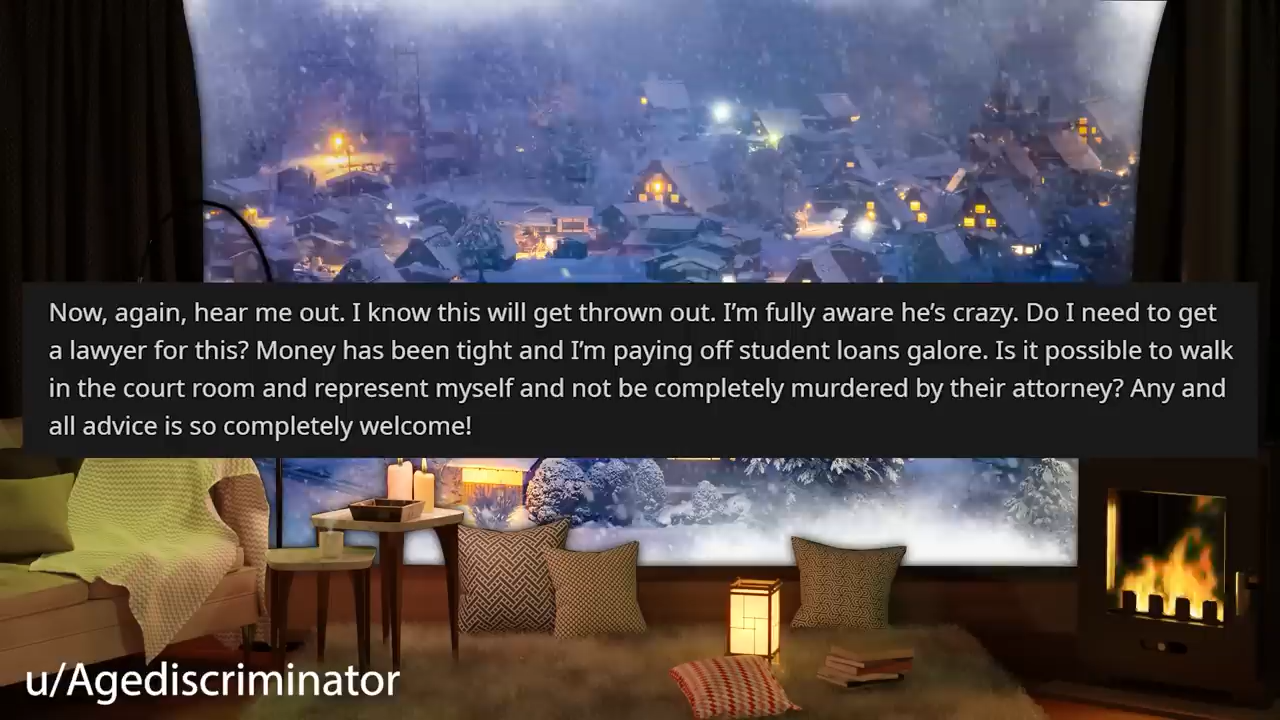 Now, again, hear me out. I know this will get thrown out. I’m fully aware he’s crazy. Do I need to get
a lawyer for this? Money has been tight and I’m paying off student loans galore. Is it possible to walk
in the court room and represent myself and not be completely murdered by their attorney? Any and
all advice is so completely welcome!
u/Agediscriminator